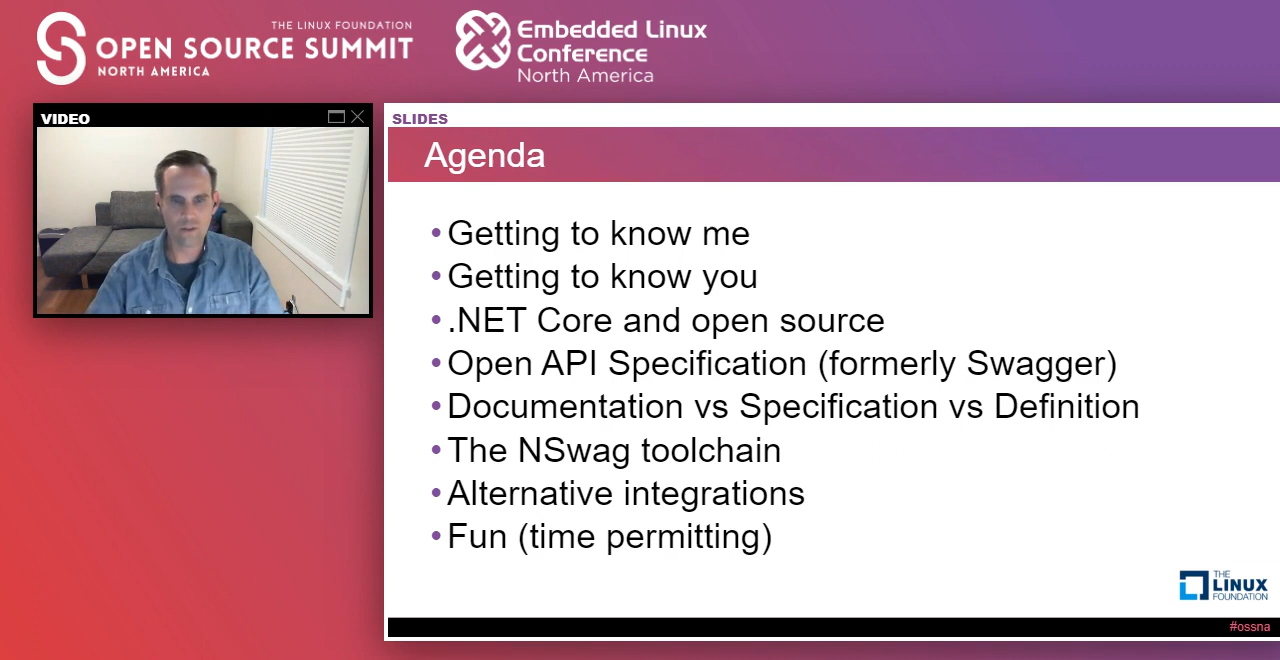 THE LINUX FOUNDATION
OPEN SOURCE SUMMIT
NORTH AMERICA
Embedded Linux
Conference
North America
VIDEO
SLIDES
Agenda
•Getting to know me
•Getting to know you
•.NET Core and open source
•Open API Specification (formerly Swagger)
•Documentation vs Specification vs Definition
•The NSwag toolchain
•Alternative integrations
•Fun (time permitting)
THE
LINUX
FOUNDATION
#ossna